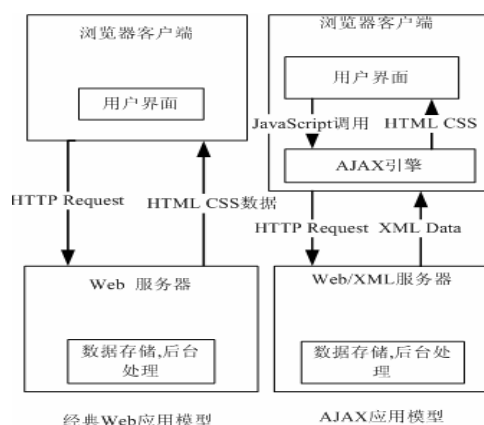 浏览器客户端
用户界面
HTTP Request
HTML CSS数据
Web 服务器
数据存储,后台
处理
经典Web应用模型
浏览器客户端
用户界面
JavaScript调用
HTML CSS
AJAX引擎
HTTP Request
XML Data
Web/XML服务器
数据存储,后台处
理
AJAX应用模型